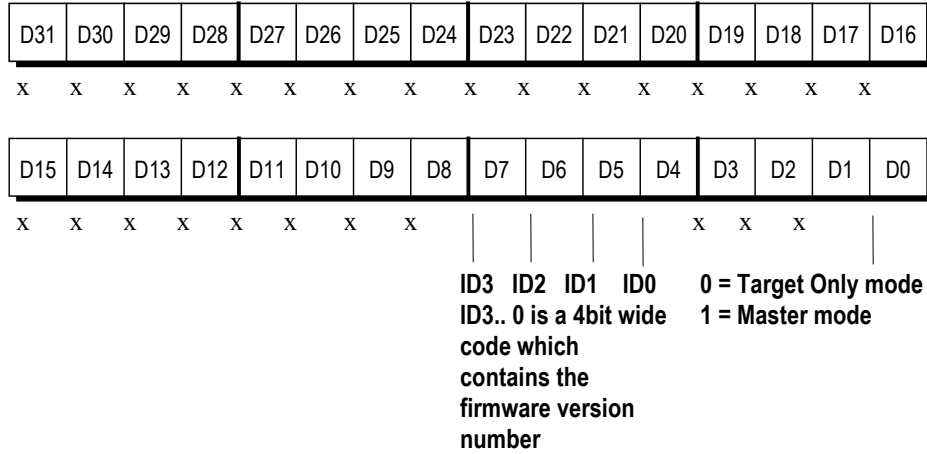 D31 D30 D29 D28 D27 D26 D25 D24 D23 D22 D21 D20 D19 D18 D17 D16
x x x x x x x x x x x x x x x x
D15 D14 D13 D12 D11 D10 D9 D8 D7 D6 D5 D4 D3 D2 D1 D0
x x x x x x x x x x x
ID3 ID2 ID1 ID0 0 = Target Only mode
ID3.. 0 is a 4bit wide 1 = Master mode
code which
contains the
firmware version
number